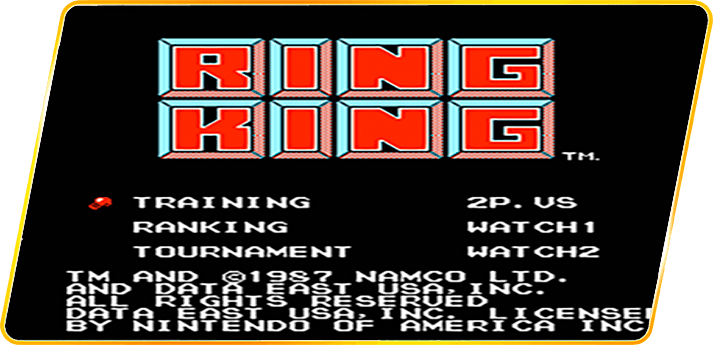 RING
KING
TM.
TRAINING 2P.VS
RANKING WATCH1
TOURNAMENT WATCH2
TM AND ©1987 NAMCO LTD.
AND DATA EAST USA,INC.
ALL RIGHTS RESERVED
DATA EAST USA,INC. LICENSE
BY NINTENDO OF AMERICA INC